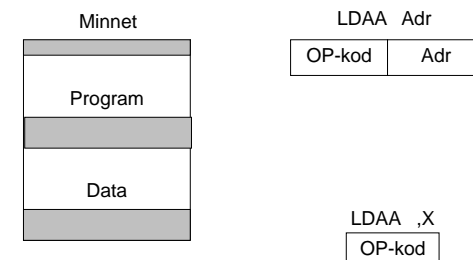 Minnet
Program
Data
LDAA Adr
OP-kod Adr
LDAA ,X
OP-kod